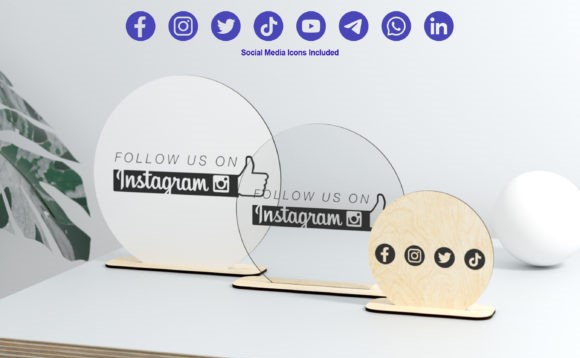 Social Media Icons Included
FOLLOW US ON
Instagram
FOLLOW US ON
Instagram